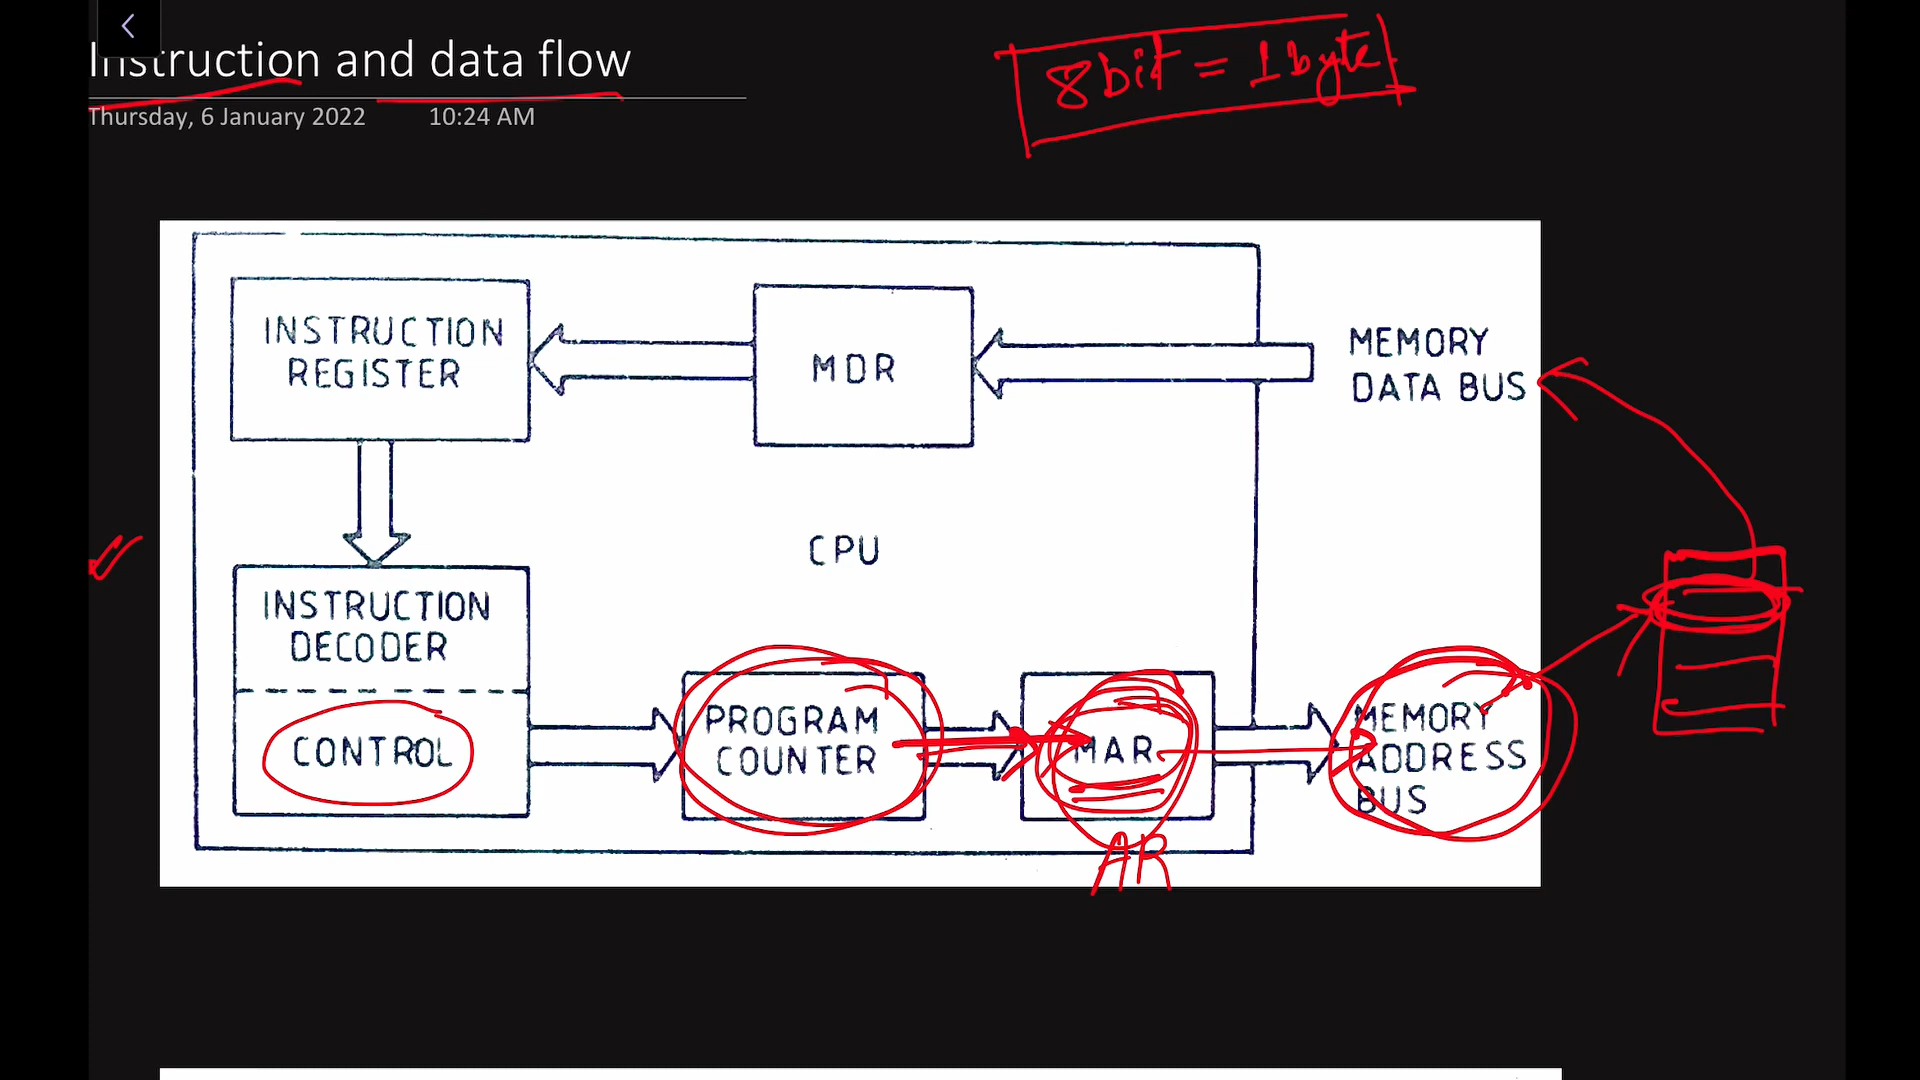 Instruction and data flow
Thursday, 6 January 2022 10:24 AM
8bit = 1byte
INSTRUCTION
REGISTER
MDR
MEMORY
DATA BUS
CPU
INSTRUCTION
DECODER
CONTROL
PROGRAM
COUNTER
MAR
MEMORY
ADDRESS
BUS
AR